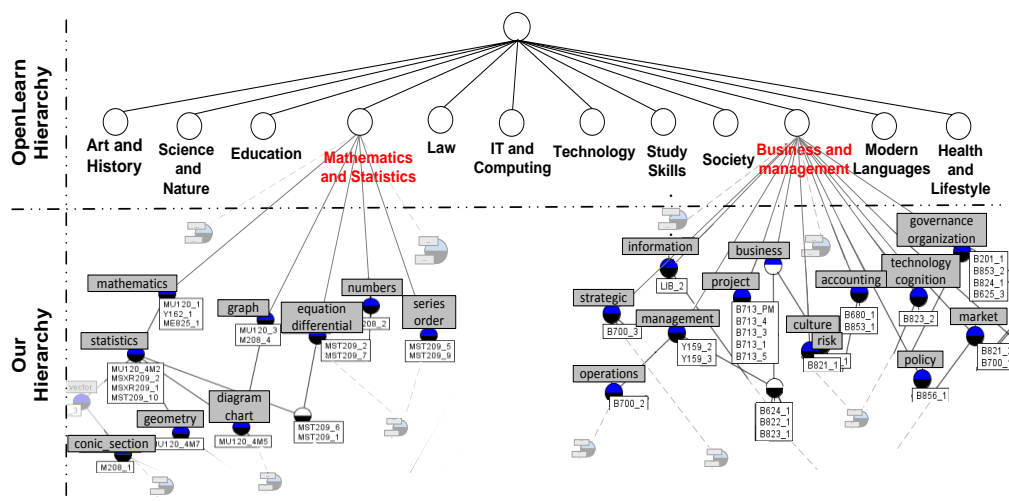 OpenLearn
Hierarchy
Art and
History
Science
and
Nature
Education
Mathematics
and Statistics
Law
IT and
Computing
Technology
Study
Skills
Society
Business and
management
Modern
Languages
Health
and
Lifestyle
Our
Hierarchy
mathematics
MU120_1
Y162_1
ME825_1
statistics
MU120_4M2
MSXR209_2
MSXR209_1
MST209_10
vector
conic_section
M208_1
geometry
MU120_4M7
diagram
chart
MU120_4M5
graph
MU120_3
M208_4
equation
differential
MST209_2
MST209_7
MST209_6
MST209_1
numbers
208_2
series
order
MST209_5
MST209_9
information
LIB_2
strategic
B700_3
management
Y159_2
Y159_3
operations
B700_2
project
B713_PM
B713_4
B713_3
B713_1
B713_5
business
B624_1
B822_1
B823_1
culture
risk
B821_1
accounting
B680_1
B853_1
technology
cognition
B823_2
governance
organization
B201_1
B853_2
B824_1
B625_3
market
B821_
B700_
policy
B856_1